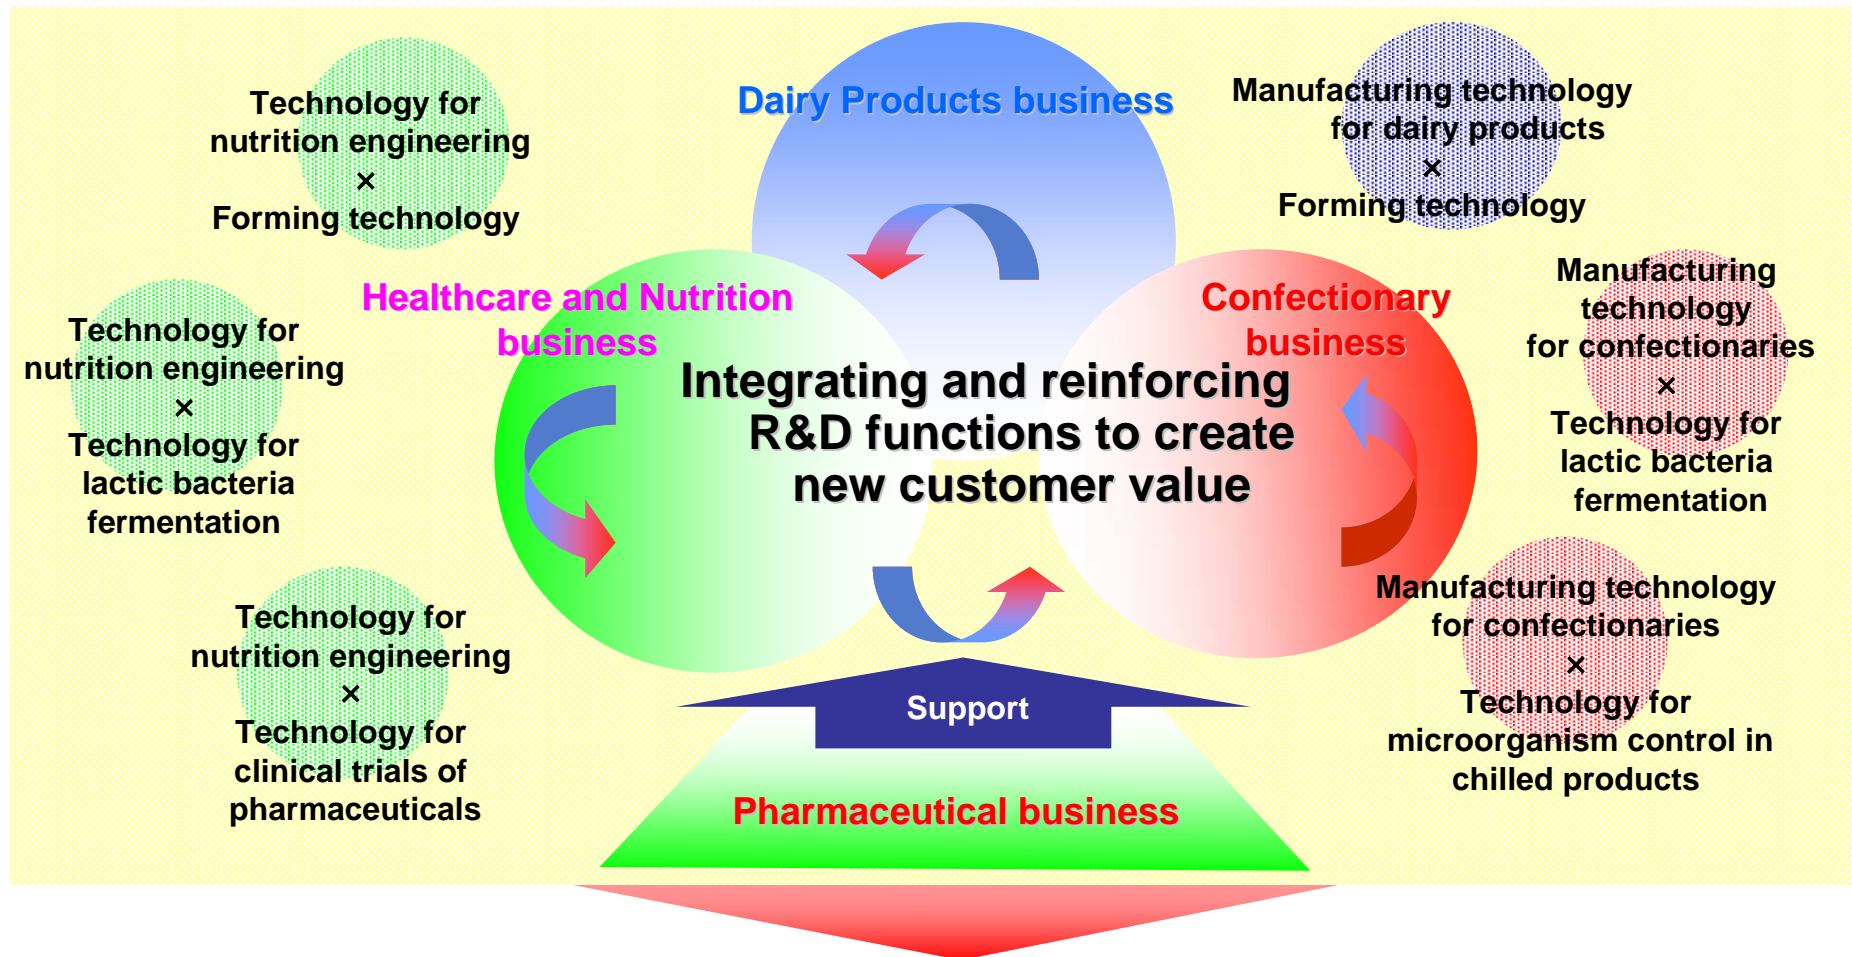 Dairy Products business
Technology for
nutrition engineering
×
Forming technology
Manufacturing technology
for dairy products
×
Forming technology
Healthcare and Nutrition
business
Confectionary
business
Technology for
nutrition engineering
×
Technology for
lactic bacteria
fermentation
Integrating and reinforcing
R&D functions to create
new customer value
Manufacturing
technology
for confectionaries
×
Technology for
lactic bacteria
fermentation
Technology for
nutrition engineering
×
Technology for
clinical trials of
pharmaceuticals
Manufacturing technology
for confectionaries
×
Technology for
microorganism control in
chilled products
Support
Pharmaceutical business